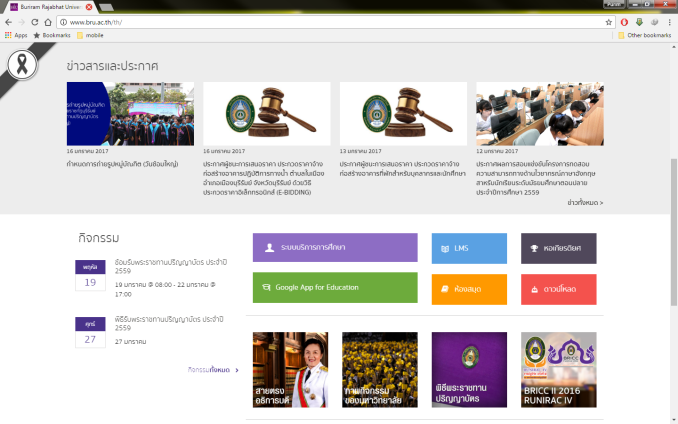 Buriram Rajabhat Univer
www.bru.ac.th/th/
Apps
Bookmarks
mobile
Other bookmarks
ข่าวสารและประกาศ
16 มกราคม 2017
กำหนดการถ่ายรูปหมู่บัณฑิต (วันซ้อมใหญ่)
16 มกราคม 2017
ประกาศผู้ชนะการเสนอราคา ประกวดราคาจ้าง
ก่อสร้างอาคารปฏิบัติการทางน้ำ ตำบลในเมือง
อำเภอเมืองบุรีรัมย์ จังหวัดบุรีรัมย์ ด้วยวิธี
ประกวดราคาอิเล็กทรอนิกส์ (E-BIDDING)
13 มกราคม 2017
ประกาศผู้ชนะการเสนอราคา ประกวดราคาจ้าง
ก่อสร้างอาคารที่พักสำหรับบุคลากรและนักศึกษา
12 มกราคม 2017
ประกาศผลการสอบแข่งขันโครงการทดสอบ
ความสามารถทางด้านไวยากรณ์ภาษาอังกฤษ
สำหรับนักเรียนระดับมัธยมศึกษาตอนปลาย
ประจำปีการศึกษา 2559
ข่าวทั้งหมด >
กิจกรรม
พฤหัส
19
ซ้อมรับพระราชทานปริญญาบัตร ประจำปี
2559
19 มกราคม @ 08:00 - 22 มกราคม @
17:00
ศุกร์
27
พิธีรับพระราชทานปริญญาบัตร ประจำปี
2559
27 มกราคม
กิจกรรมทั้งหมด >
ระบบบริการการศึกษา
LMS
หอเกียรติยศ
Google App for Education
ห้องสมุด
ดาวน์โหลด
สายตรง
อธิการบดี
ภาพกิจกรรม
ของมหาวิทยาลัย
พิธีพระราชทาน
ปริญญาบัตร
BRICC
BRICC II 2016
RUNIRAC IV